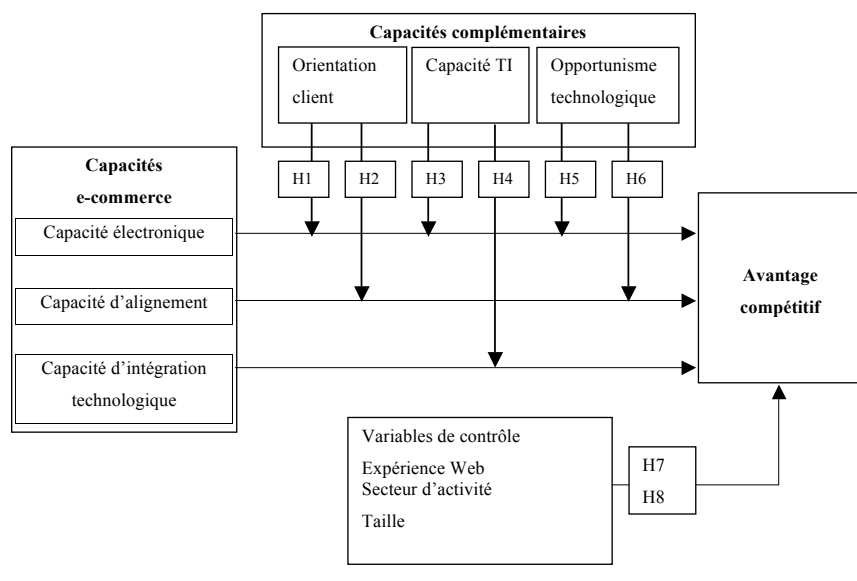 Capacités complémentaires
Orientation
client
Capacité TI
Opportunisme
technologique
Capacités
e-commerce
H1
H2
H3
H4
H5
H6
Capacité électronique
Capacité d’alignement
Capacité d’intégration
technologique
Avantage
compétitif
Variables de contrôle
Expérience Web
Secteur d’activité
Taille
H7
H8